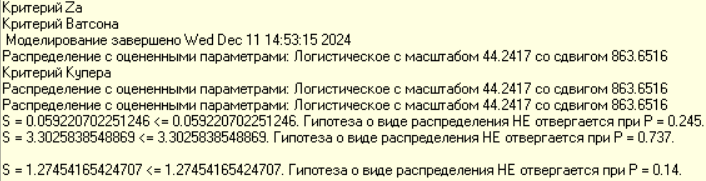 Критерий Za
Критерий Ватсона
Моделирование завершено Wed Dec 11 14:53:15 2024
Распределение с оцененными параметрами: Логистическое с масштабом 44.2417 со сдвигом 863.6516
Критерий Купера
Распределение с оцененными параметрами: Логистическое с масштабом 44.2417 со сдвигом 863.6516
Распределение с оцененными параметрами: Логистическое с масштабом 44.2417 со сдвигом 863.6516
S = 0.059220702251246 <= 0.059220702251246. Гипотеза о виде распределения НЕ отвергается при P = 0.245.
S = 3.3025838548869 <= 3.3025838548869. Гипотеза о виде распределения НЕ отвергается при P = 0.737.
S = 1.27454165424707 <= 1.27454165424707. Гипотеза о виде распределения НЕ отвергается при P = 0.14.